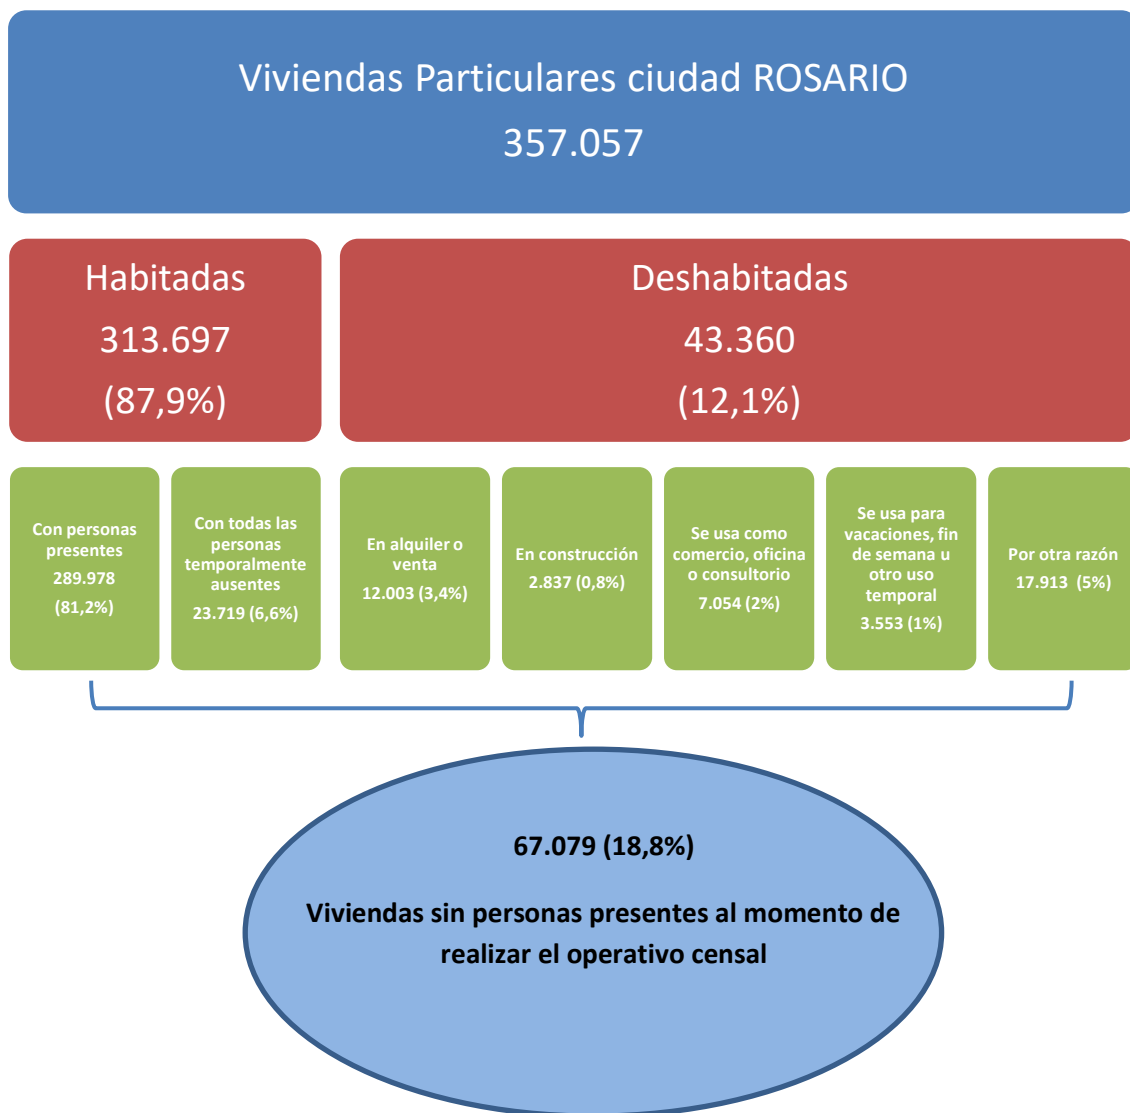 Viviendas Particulares ciudad ROSARIO
357.057
Habitadas
313.697
(87,9%)
Deshabitadas
43.360
(12,1%)
Con personas
presentes
289.978
(81,2%)
Con todas las
personas
temporalmente
ausentes
23.719 (6,6%)
En alquiler o
venta
12.003 (3,4%)
En construcción
2.837 (0,8%)
Se usa como
comercio, oficina
o consultorio
7.054 (2%)
Se usa para
vacaciones, fin
de semana u
otro uso
temporal
3.553 (1%)
Por otra razón
17.913 (5%)
67.079 (18,8%)
Viviendas sin personas presentes al momento de
realizar el operativo censal